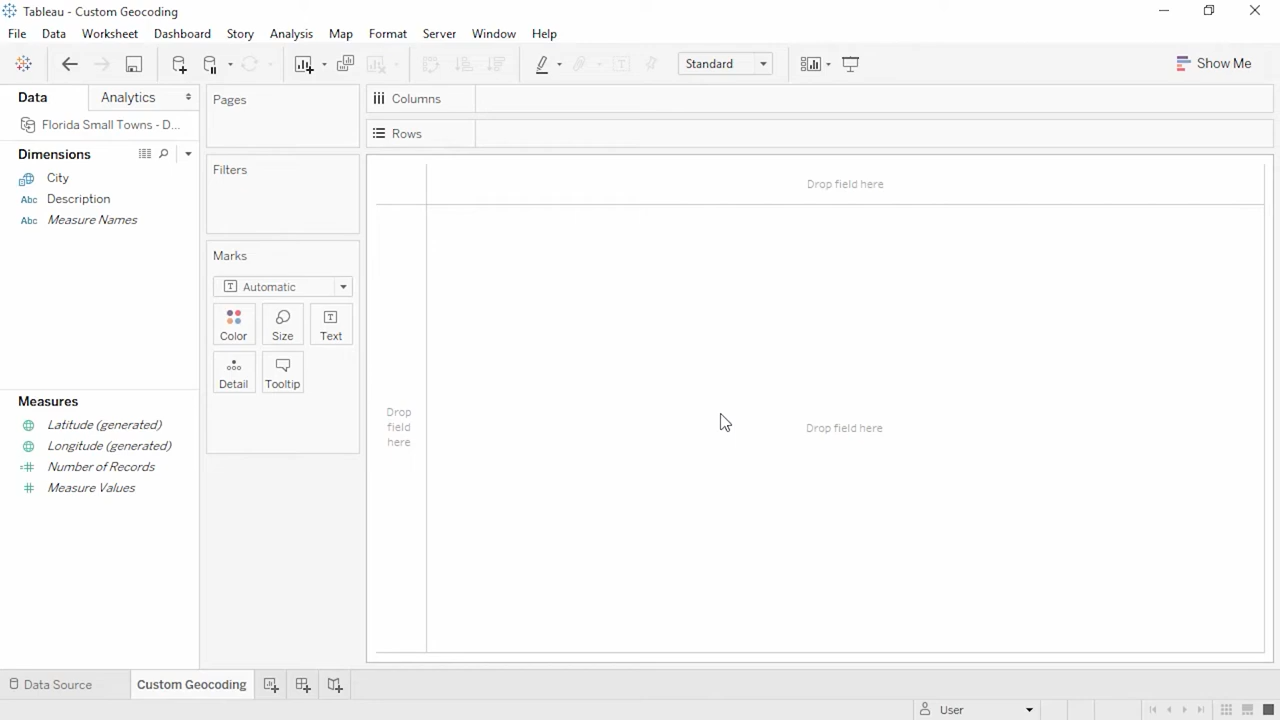 Tableau - Custom Geocoding
File Data Worksheet Dashboard Story Analysis Map Format Server Window Help
Standard
Show Me
Data Analytics
Florida Small Towns - D...
Dimensions
City
Abc Description
Abc Measure Names
Measures
Latitude (generated)
Longitude (generated)
Number of Records
Measure Values
Pages
Filters
Marks
Automatic
Color Size Text
Detail Tooltip
Columns
Rows
Drop field here
Drop
field
here
Drop field here
Data Source Custom Geocoding
User